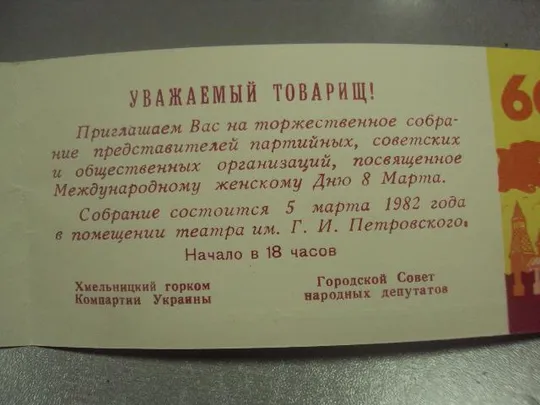 УВАЖАЕМЫЙ ТОВАРИЩ!
Приглашаем Вас на торжественное собра-
ние представителей партийных, советских
и общественных организаций, посвященное
Международному женскому Дню 8 Марта.
Собрание состоится 5 марта 1982 года
в помещении театра им. Г. И. Петровского.
Начало в 18 часов
Хмельницкий горком
Компартии Украины
Городской Совет
народных депутатов